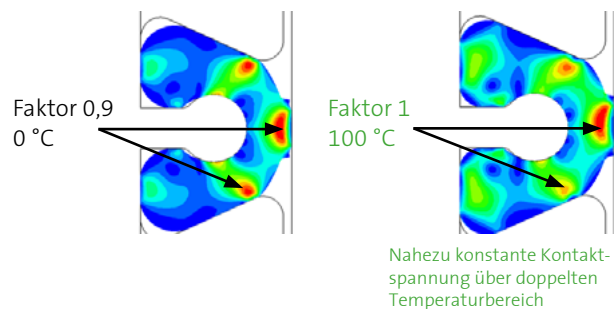 Faktor 0,9
0 °C
Faktor 1
100 °C
Nahezu konstante Kontakt-
spannung über doppelten
Temperaturbereich